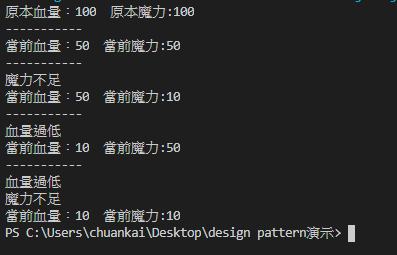 原本血量：100  原本魔力:100
-----------
當前血量：50  當前魔力:50
-----------
魔力不足
當前血量：50  當前魔力:10
-----------
血量過低
當前血量：10  當前魔力:50
-----------
血量過低
魔力不足
當前血量：10  當前魔力:10
PS C:\Users\chuankai\Desktop\design pattern演示>